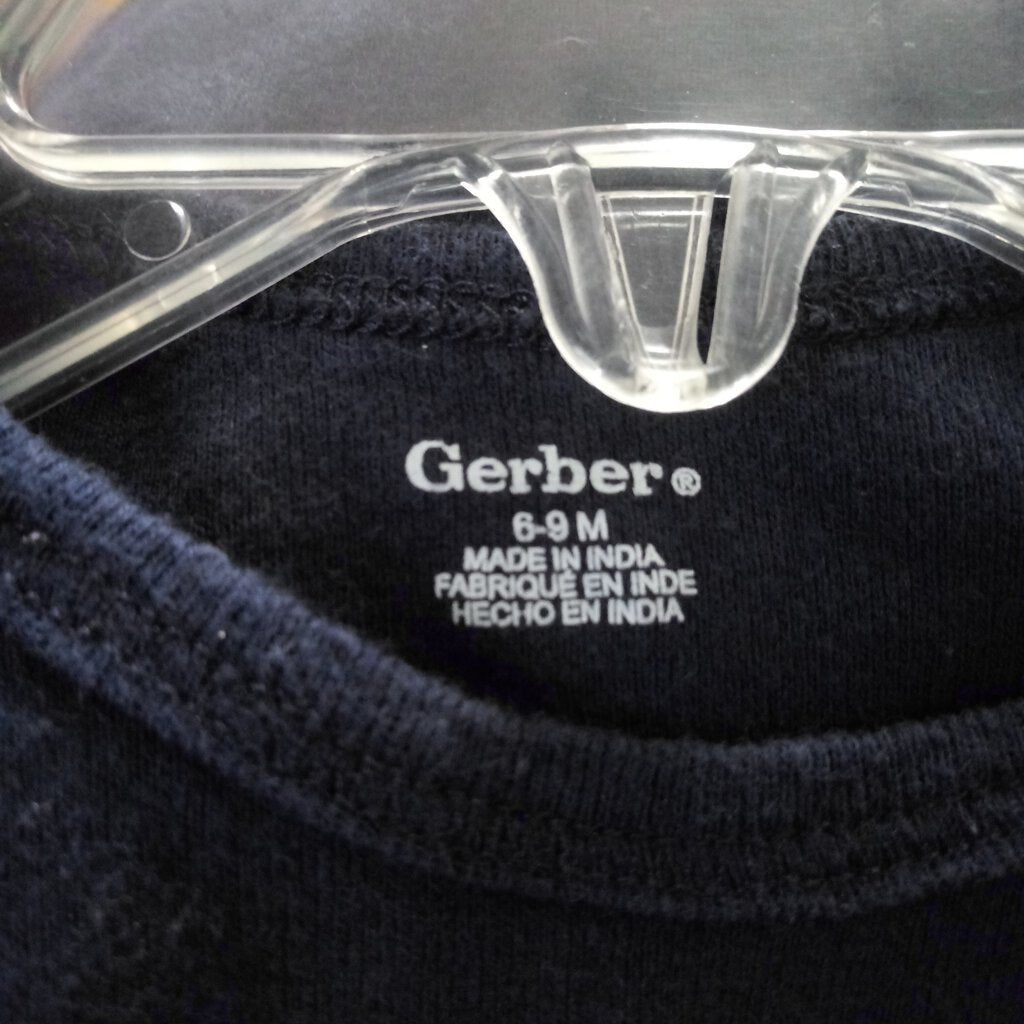 Gerber®
6-9 M
MADE IN INDIA
FABRIQUÉ EN INDE
HECHO EN INDIA